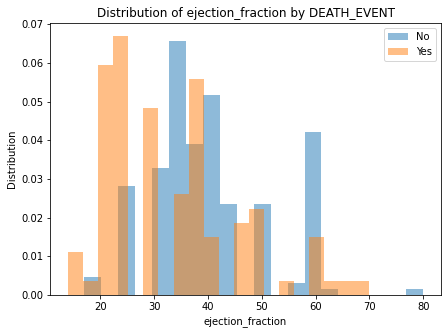 Distribution of ejection_fraction by DEATH_EVENT
No
Yes
Distribution
0.07
0.06
0.05
0.04
0.03
0.02
0.01
0.00
20 30 40 50 60 70 80
ejection_fraction